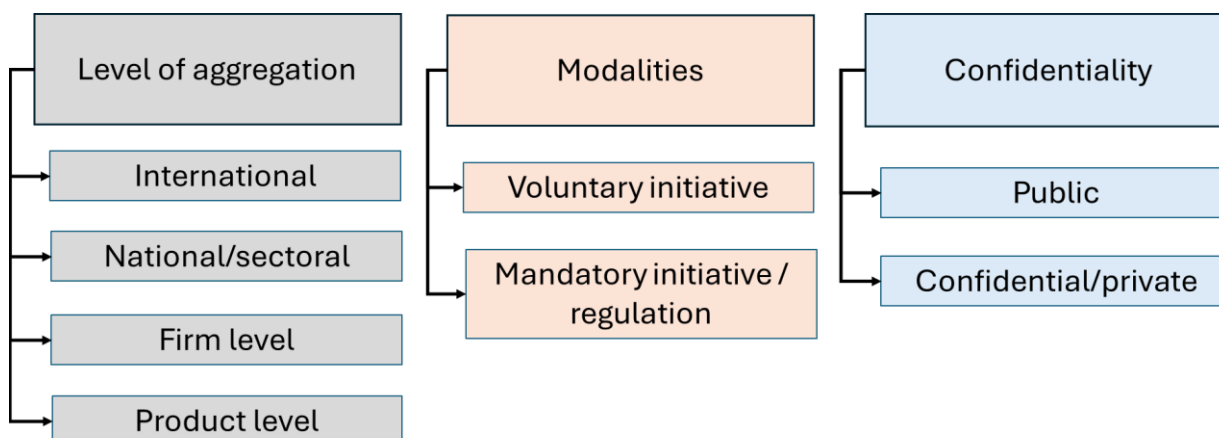 Level of aggregation
International
National/sectoral
Firm level
Product level
Modalities
Voluntary initiative
Mandatory initiative /
regulation
Confidentiality
Public
Confidential/private